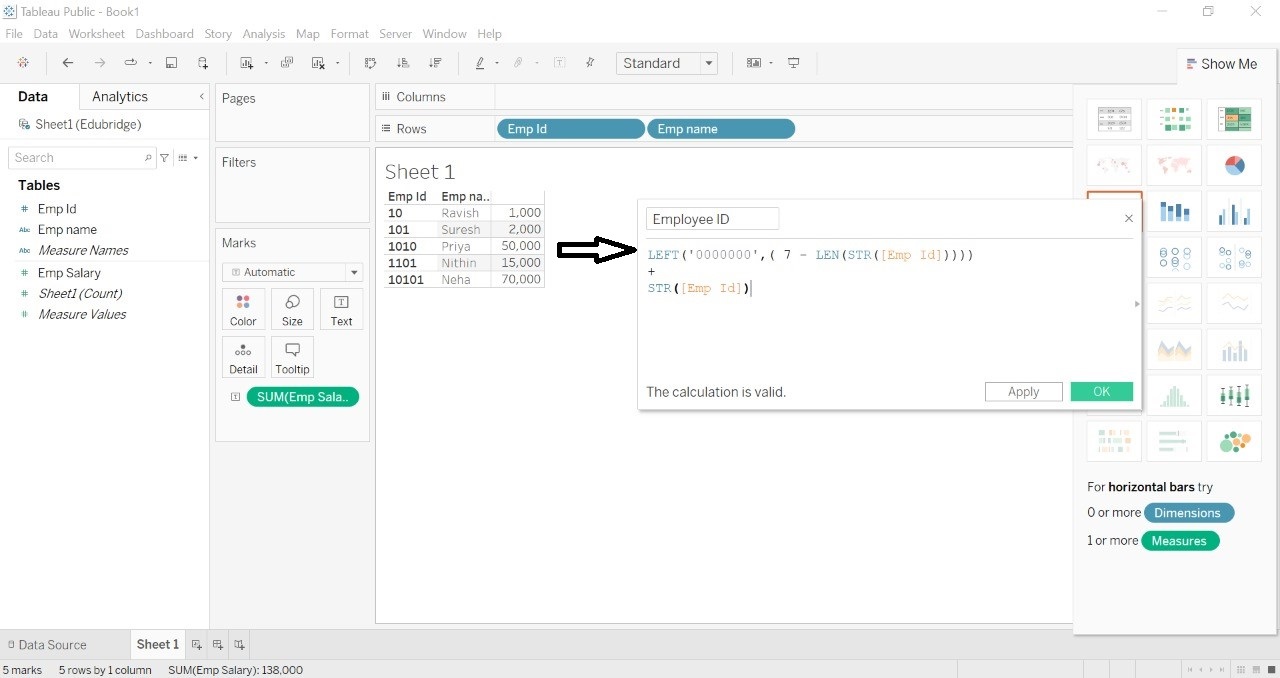 Tableau Public - Book1
File Data Worksheet Dashboard Story Analysis Map Format Server Window Help
Standard
Show Me
Data Analytics
Sheet1 (Edubridge)
Search
Tables
Emp Id
Abc Emp name
Abc Measure Names
Emp Salary
Sheet1 (Count)
Measure Values
Pages
Filters
Marks
Automatic
Color Size Text
Detail Tooltip
SUM(Emp Sala..
Columns
Rows Emp Id Emp name
Sheet 1
Emp Id Emp na..
10 Ravish 1,000
101 Suresh 2,000
1010 Priya 50,000
1101 Nithin 15,000
10101 Neha 70,000
Employee ID
LEFT('0000000',( 7 - LEN(STR([Emp Id]))))
+
STR([Emp Id])
The calculation is valid.
Apply OK
For horizontal bars try
0 or more Dimensions
1 or more Measures
Data Source Sheet 1
5 marks 5 rows by 1 column SUM(Emp Salary): 138,000